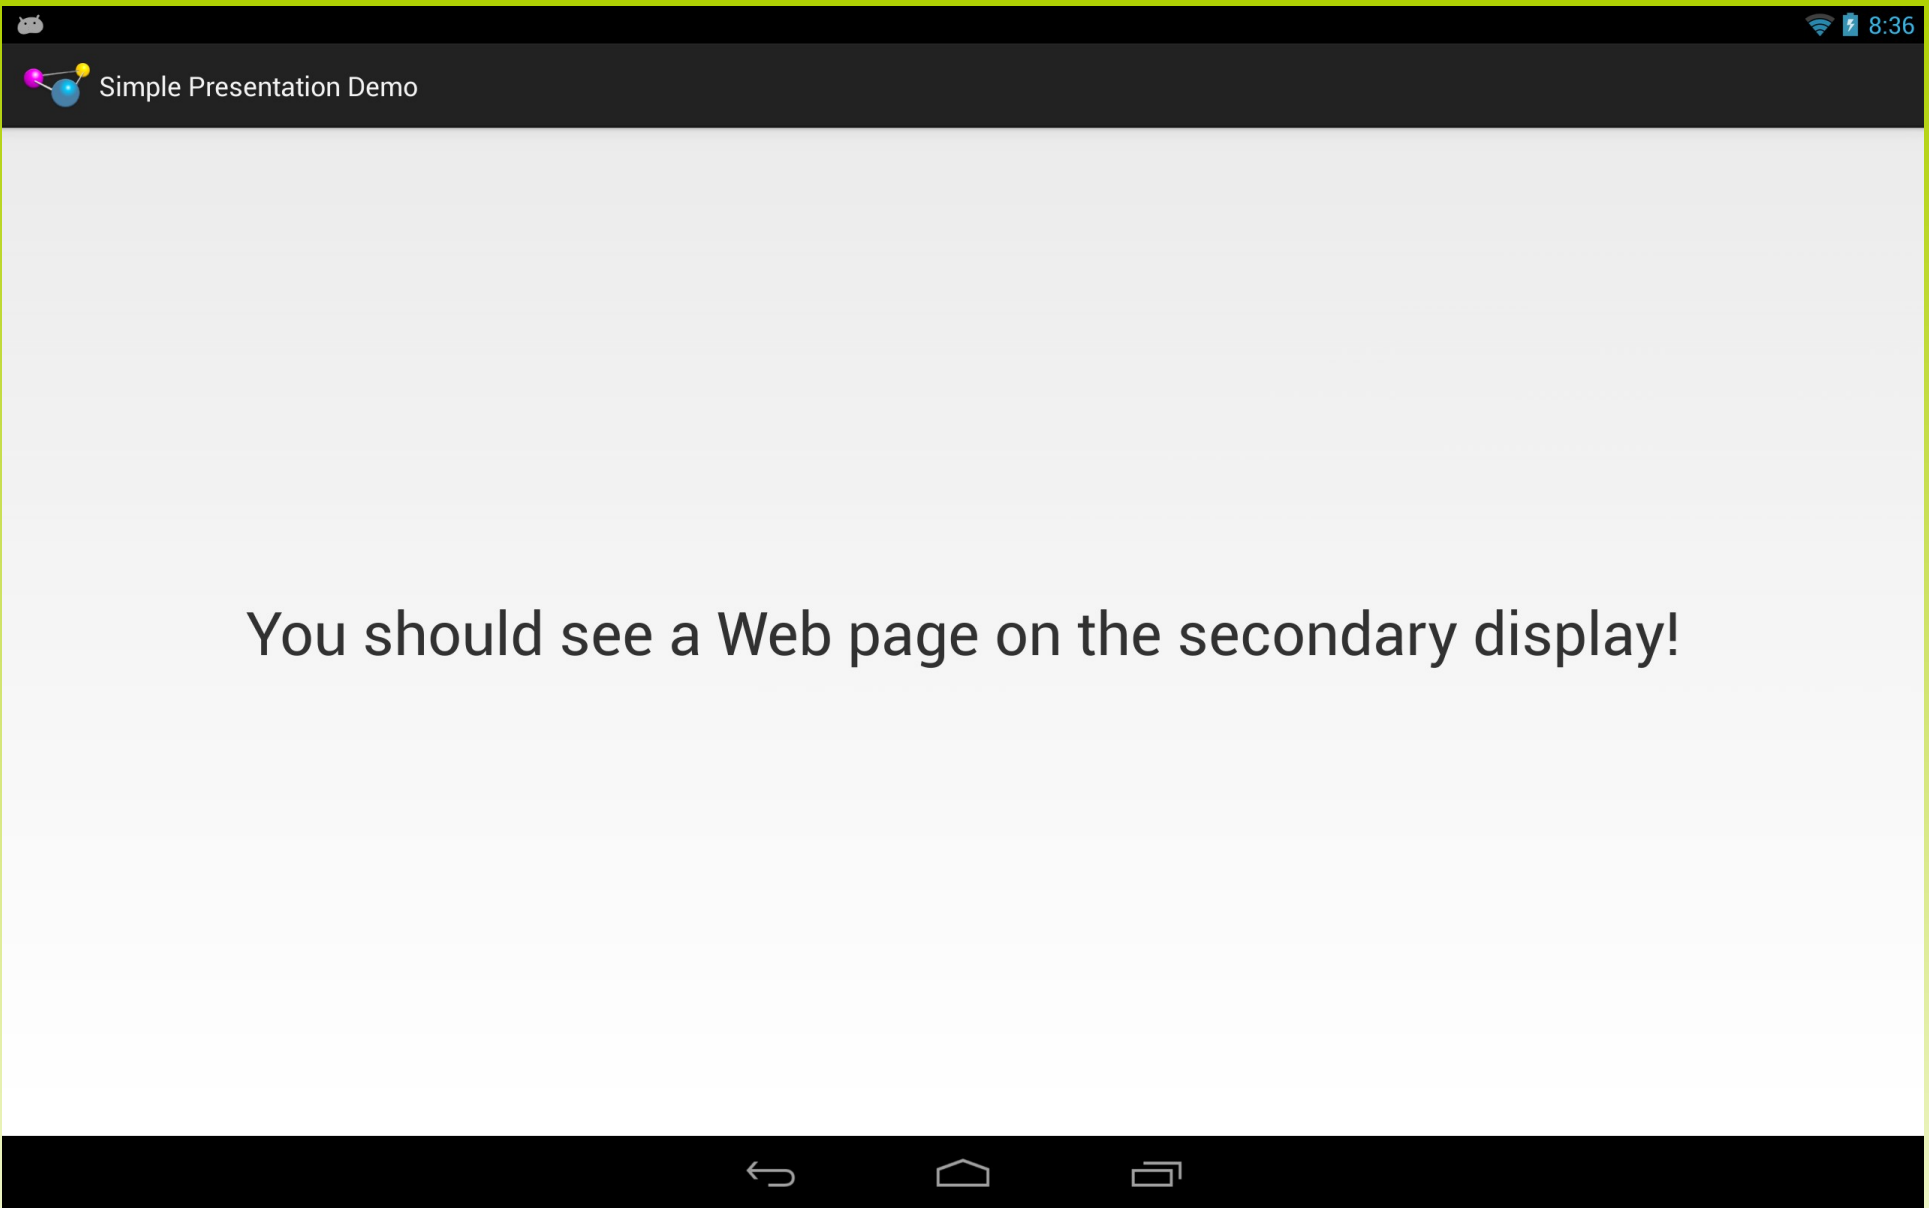 8:36
Simple Presentation Demo
You should see a Web page on the secondary display!